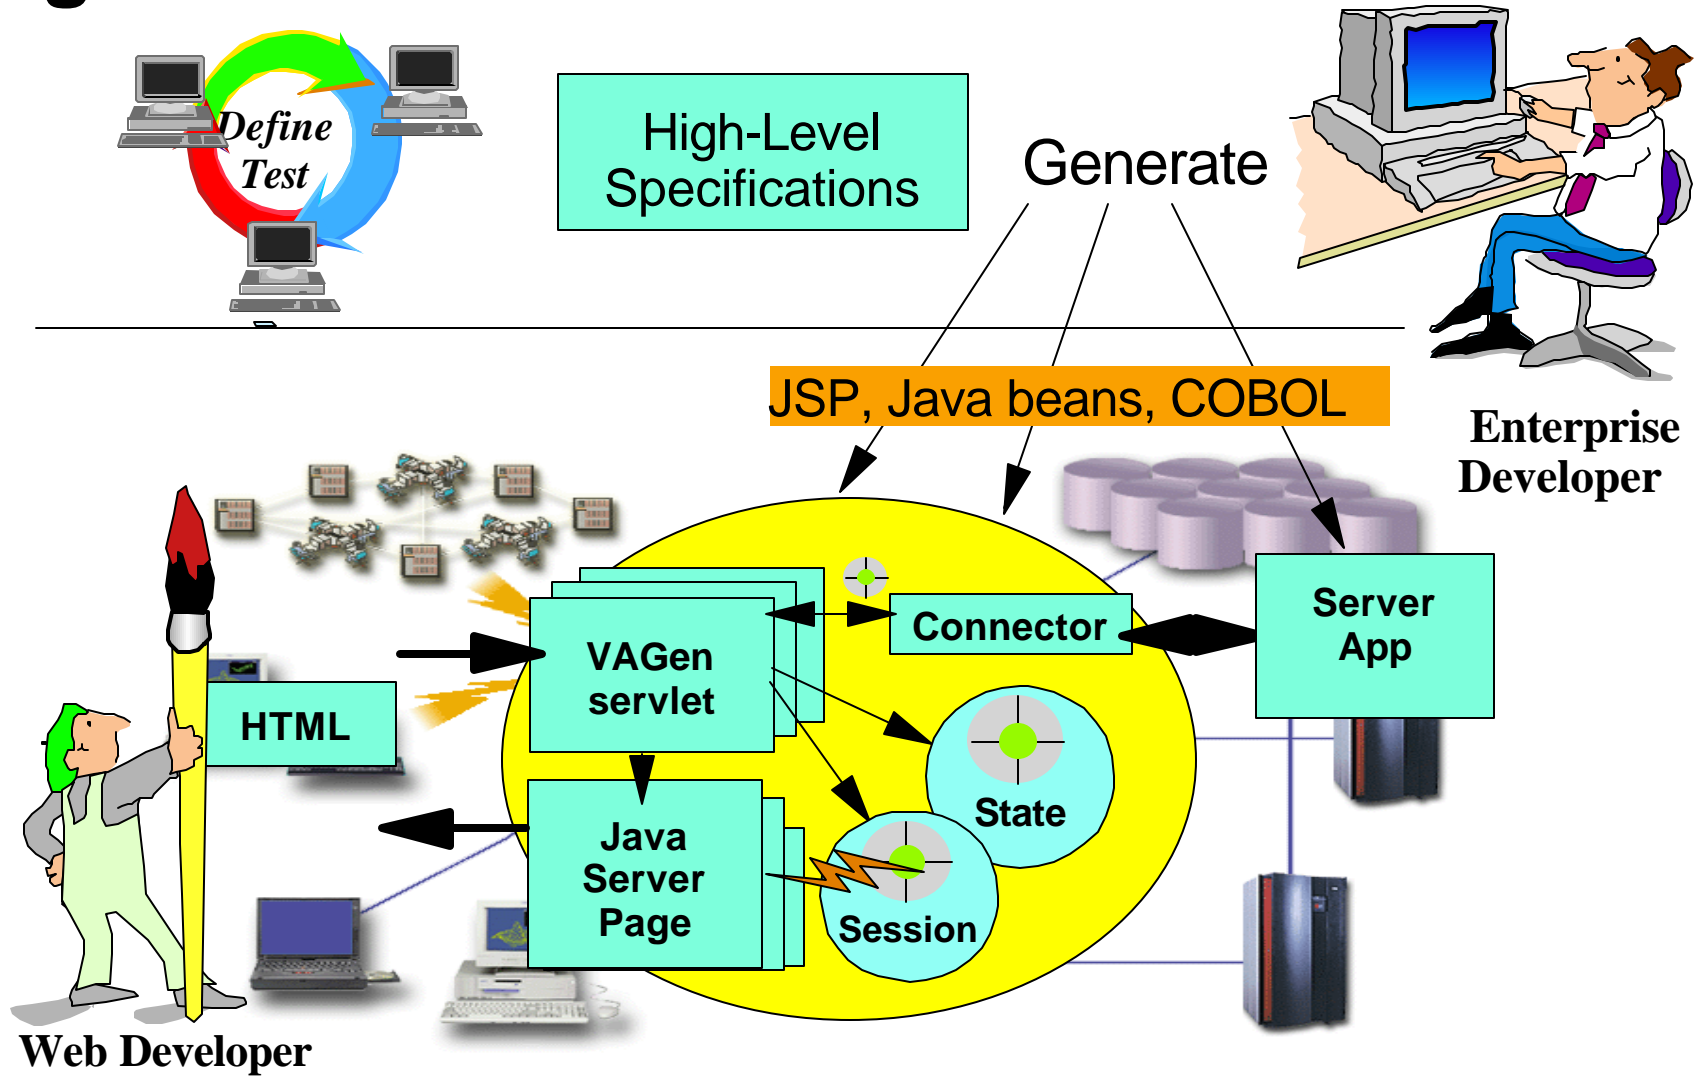 Define
Test
High-Level
Specifications
Generate
JSP, Java beans, COBOL
Enterprise
Developer
Server
App
Connector
VAGen
servlet
HTML
State
Java
Server
Page
Session
Web Developer